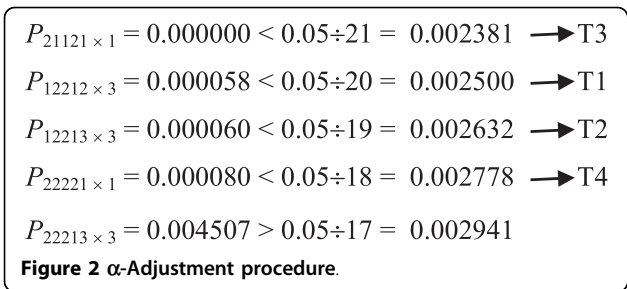 P21121 × 1 = 0.000000 < 0.05÷21 = 0.002381 → T3
P12212 × 3 = 0.000058 < 0.05÷20 = 0.002500 → T1
P12213 × 3 = 0.000060 < 0.05÷19 = 0.002632 → T2
P22221 × 1 = 0.000080 < 0.05÷18 = 0.002778 → T4
P22213 × 3 = 0.004507 > 0.05÷17 = 0.002941
Figure 2 α-Adjustment procedure.